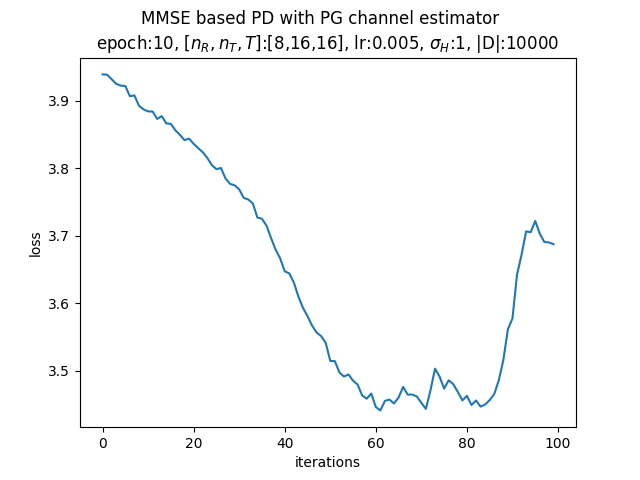 MMSE based PD with PG channel estimator
epoch:10, [$n_R, n_T, T$]:[8,16,16], lr:0.005, $\sigma_H$:1, |D|:10000
3.9
3.8
3.7
3.6
3.5
loss
0 20 40 60 80 100
iterations